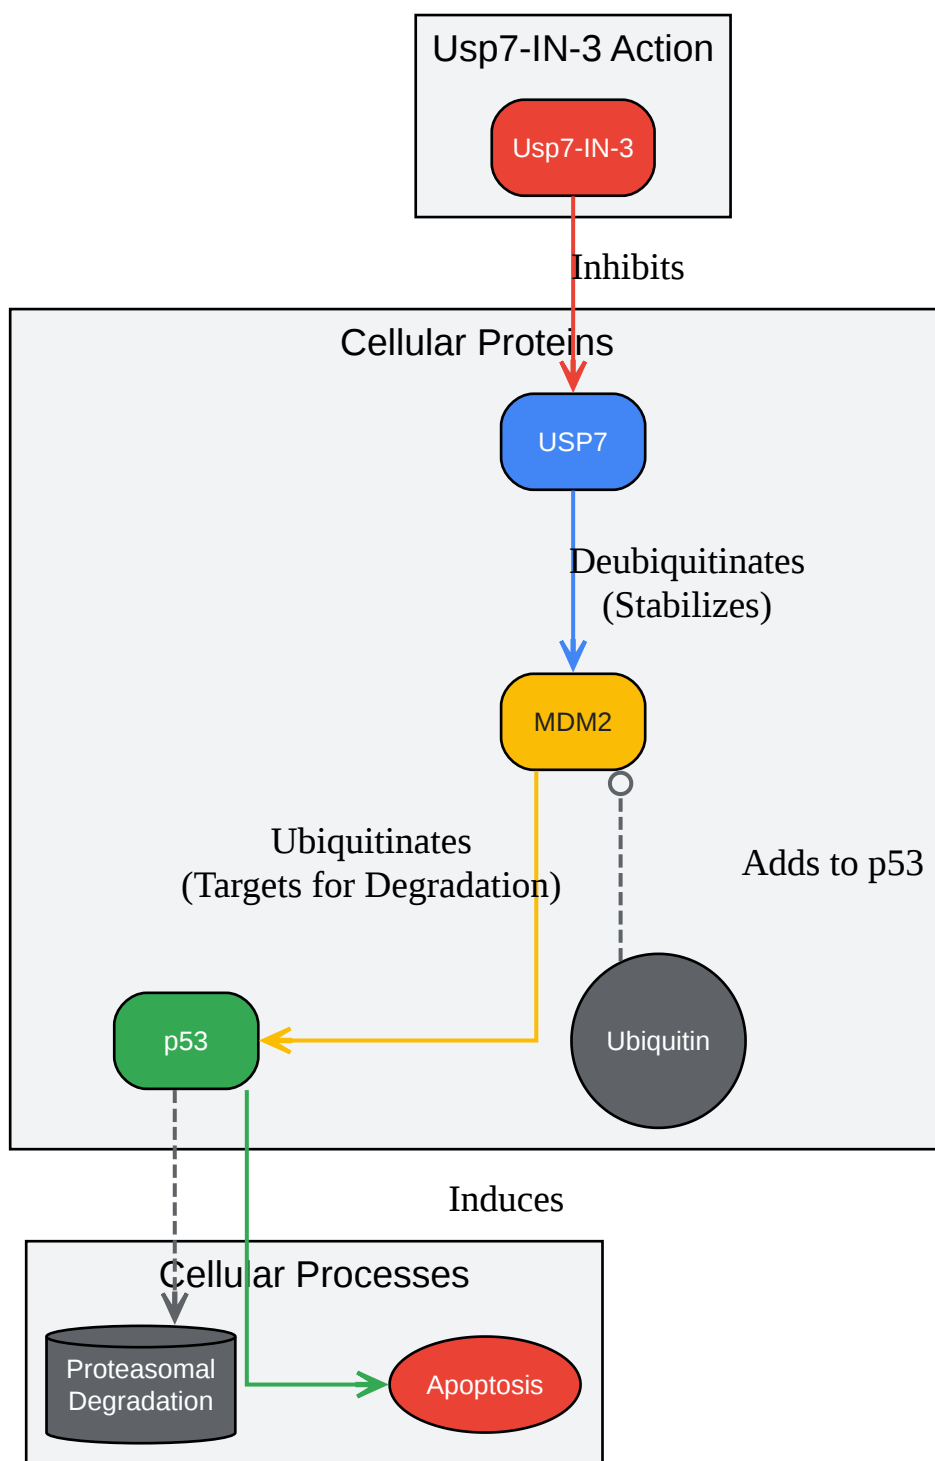 Usp7-IN-3 Action
Usp7-IN-3
Inhibits
Cellular Proteins
USP7
Deubiquitinates
(Stabilizes)
MDM2
Ubiquitinates
(Targets for Degradation)
Adds to p53
p53
Ubiquitin
Induces
Cellular Processes
Proteasomal
Degradation
Apoptosis